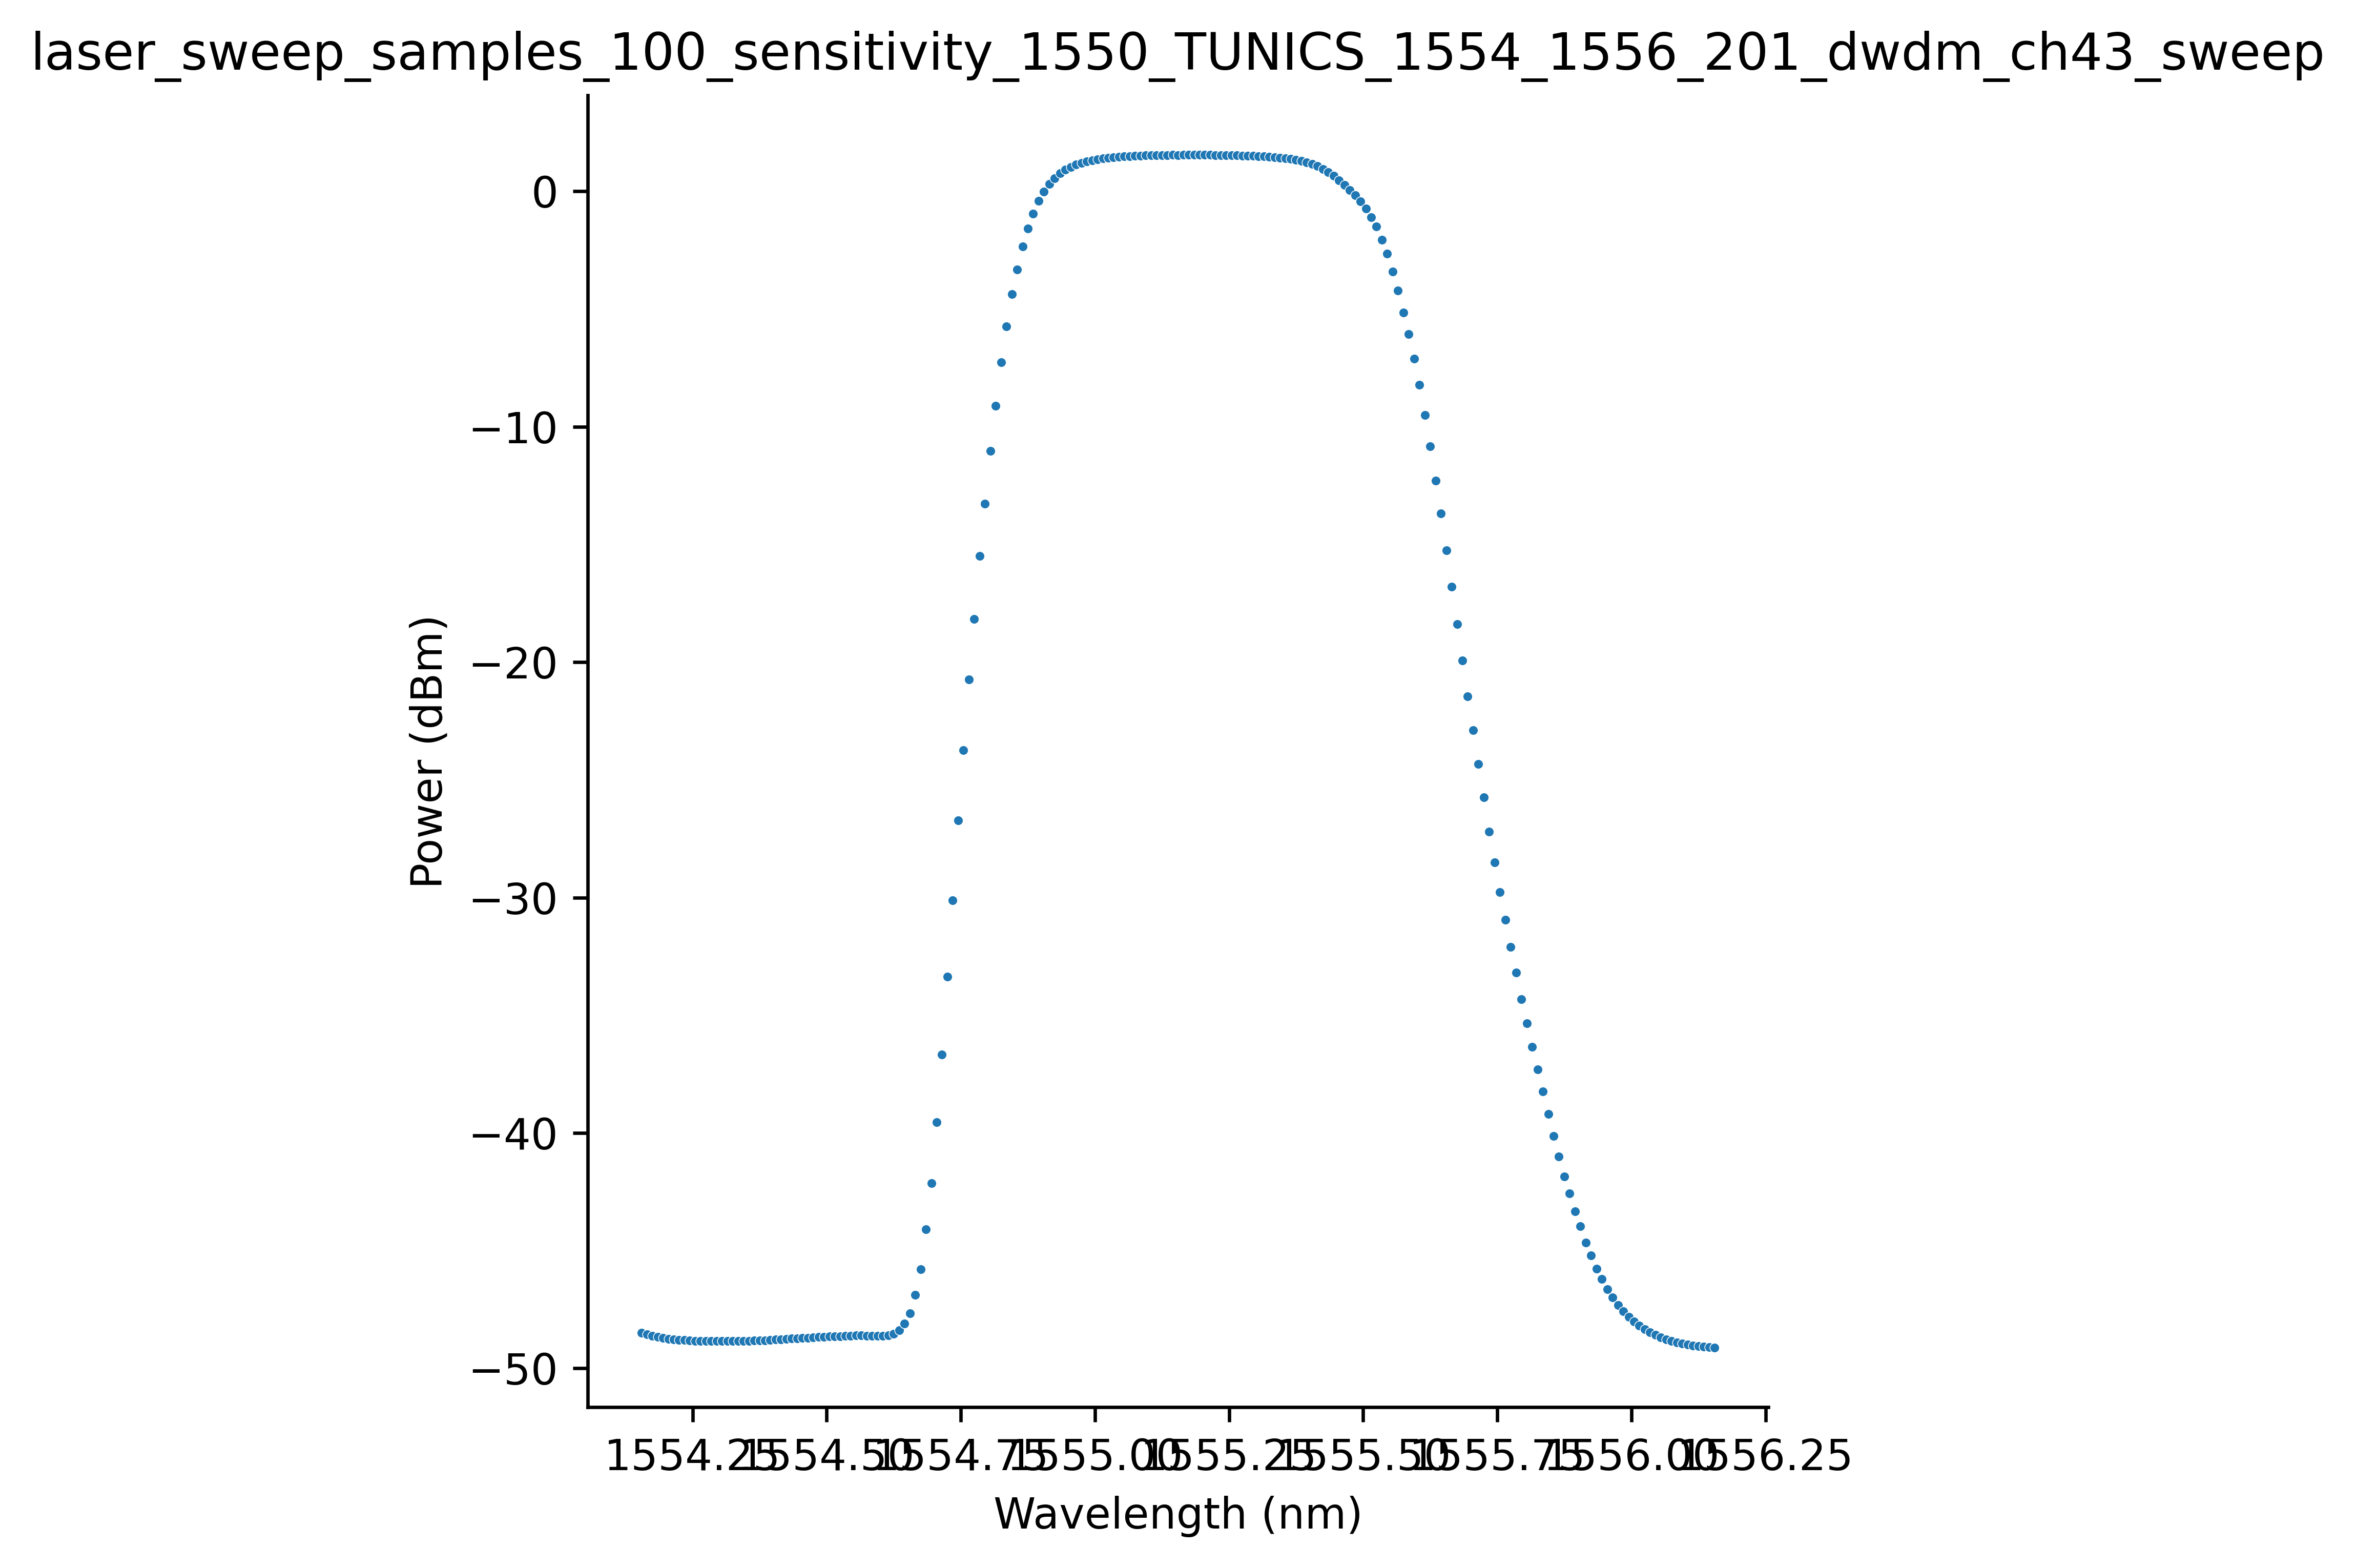 laser_sweep_samples_100_sensitivity_1550_TUNICS_1554_1556_201_dwdm_ch43_sweep
0
−10
−20
−30
−40
−50
Power (dBm)
1554.25 1554.50 1554.75 1555.00 1555.25 1555.50 1555.75 1556.00 1556.25
Wavelength (nm)